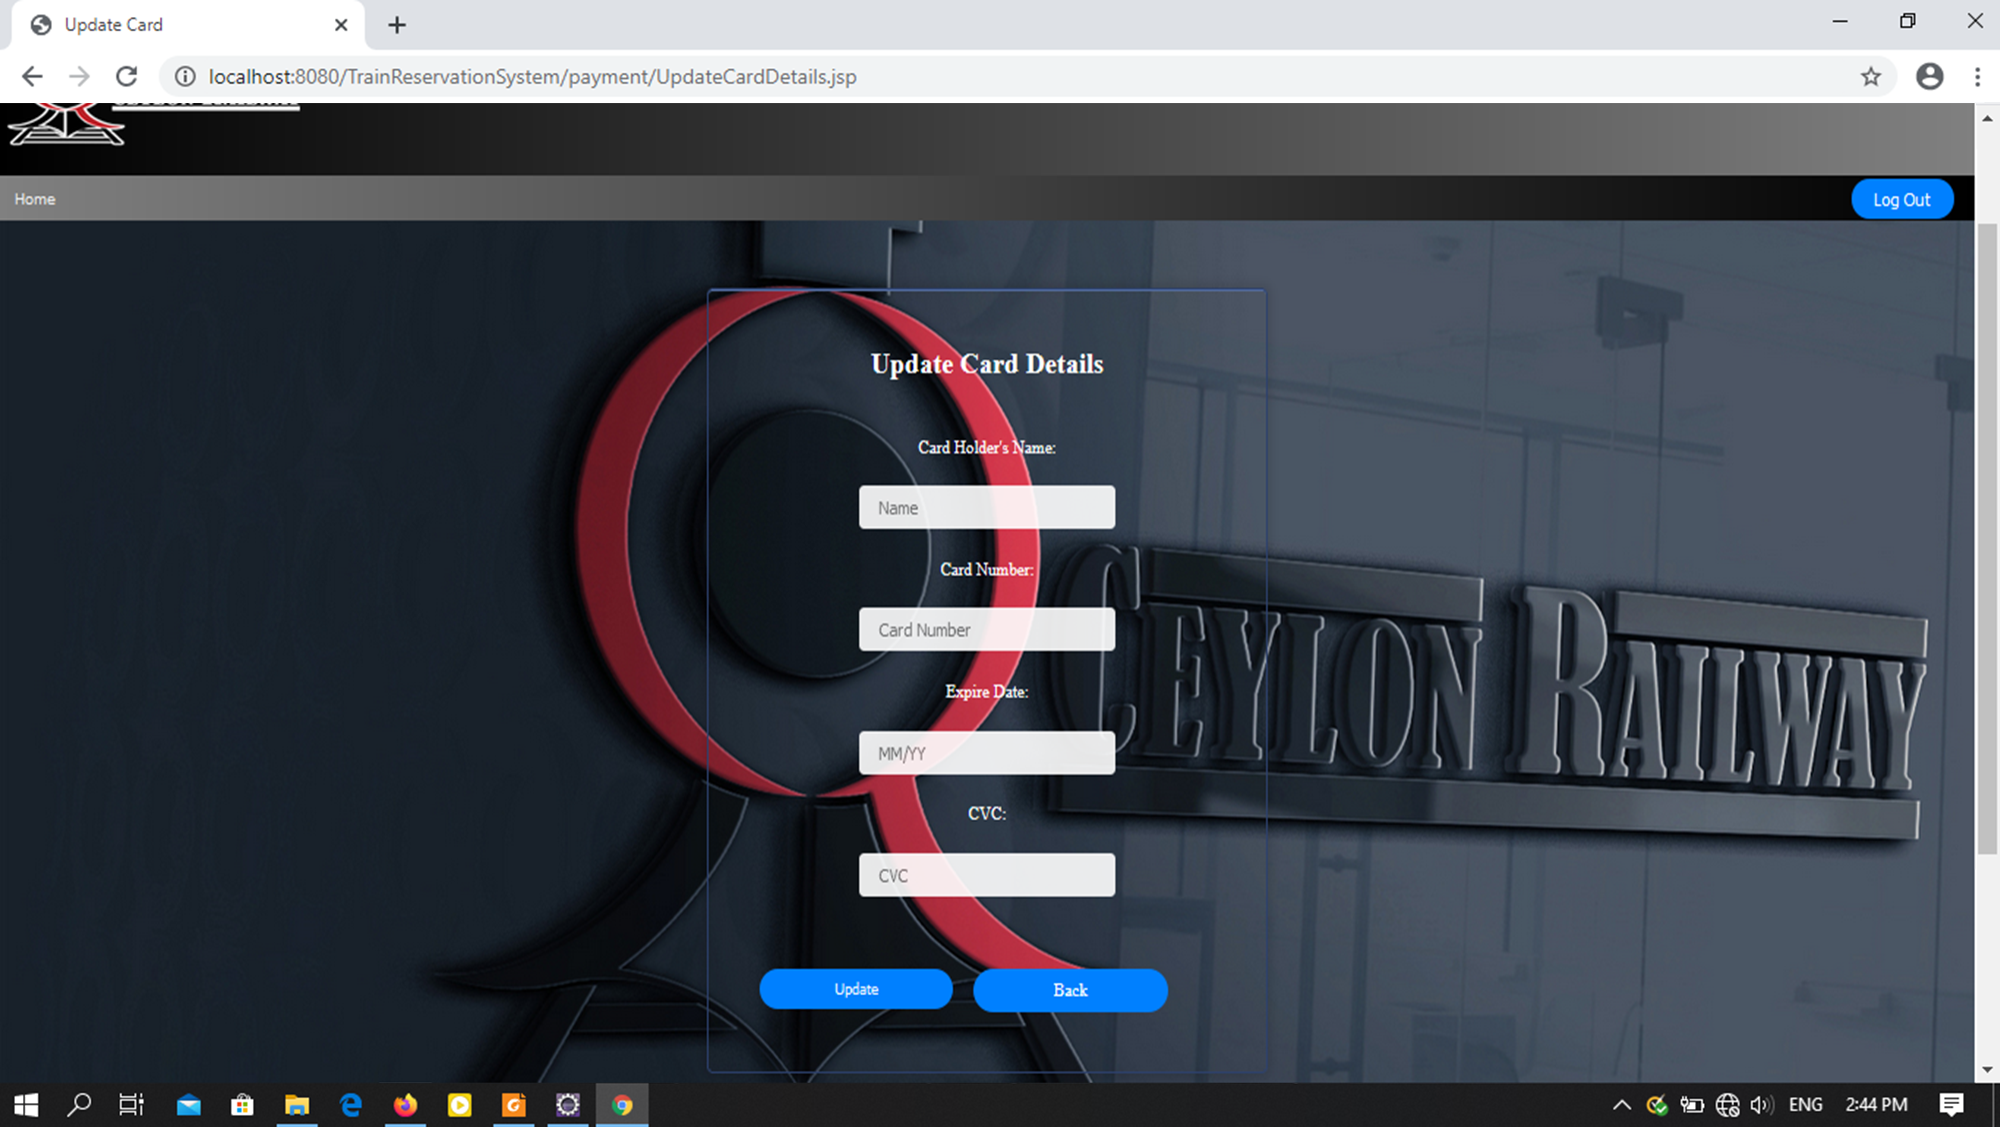 Update Card
localhost:8080/TrainReservationSystem/payment/UpdateCardDetails.jsp
Home
Log Out
Update Card Details
Card Holder's Name:
Name
Card Number:
Card Number
Expire Date:
MM/YY
CVC:
CVC
Update
Back
CEYLON RAILWAY
ENG
2:44 PM